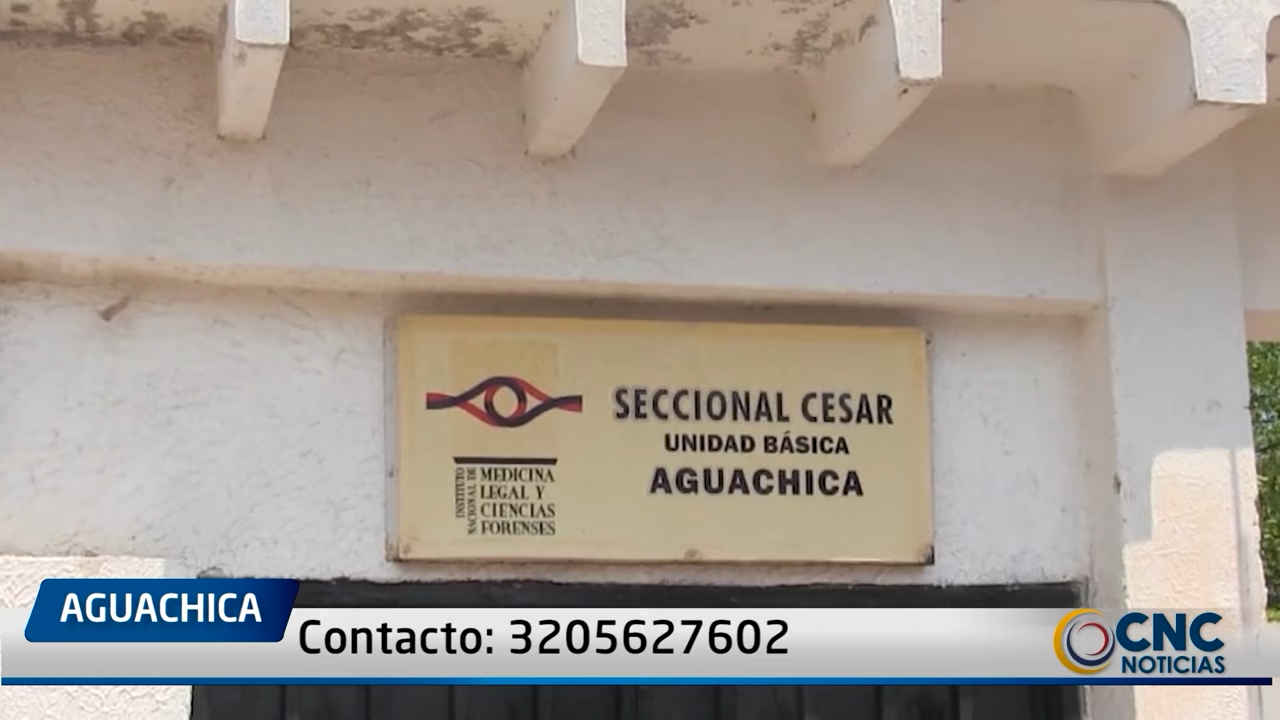 SECCIONAL CESAR
UNIDAD BÁSICA
AGUACHICA
INSTITUTO
NACIONAL DE
MEDICINA
LEGAL Y
CIENCIAS
FORENSES
AGUACHICA
Contacto: 3205627602
CNC
NOTICIAS